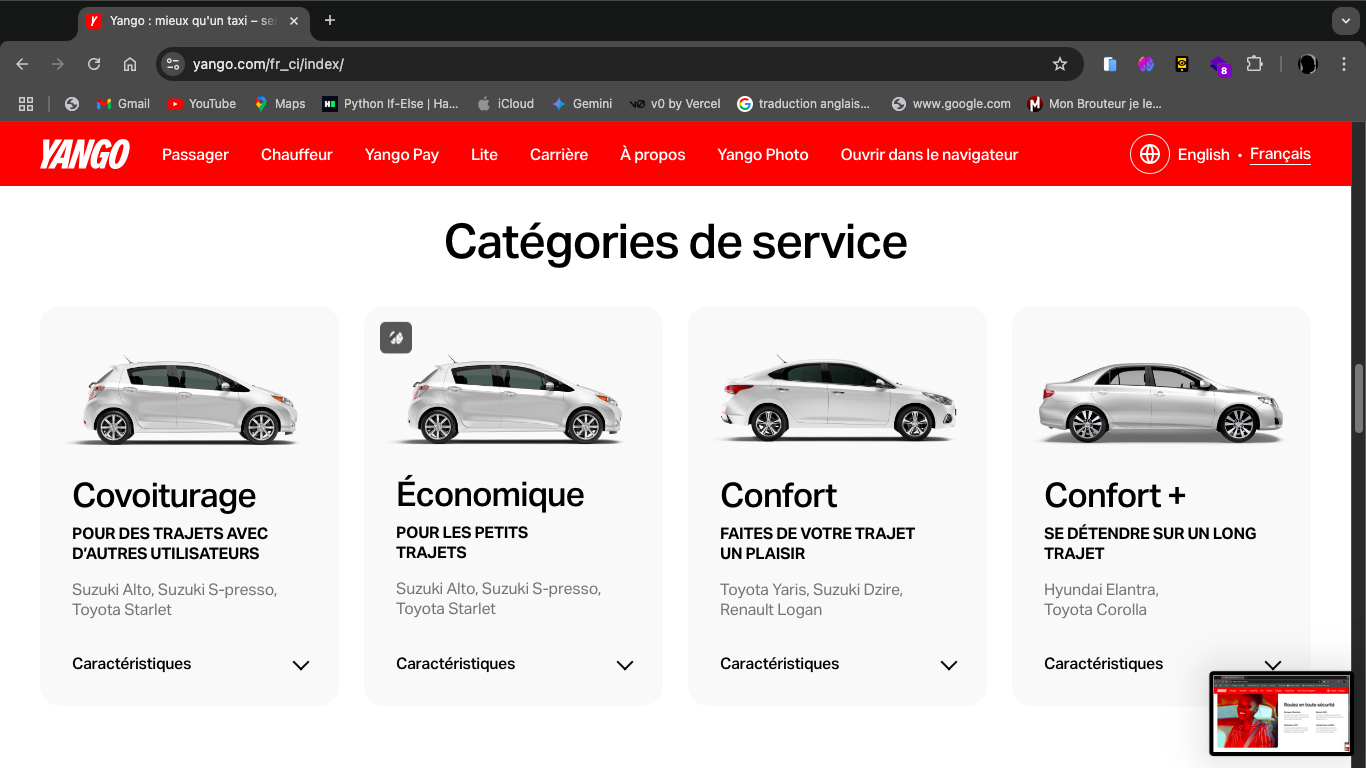 Yango : mieux qu'un taxi – se
yango.com/fr_ci/index/
8
Gmail
YouTube
Maps
Python If-Else | Ha...
iCloud
Gemini
v0 by Vercel
traduction anglais...
www.google.com
Mon Brouteur je le...
YANGO
Passager
Chauffeur
Yango Pay
Lite
Carrière
À propos
Yango Photo
Ouvrir dans le navigateur
English • Français
Catégories de service
Covoiturage
POUR DES TRAJETS AVEC
D’AUTRES UTILISATEURS
Suzuki Alto, Suzuki S-presso,
Toyota Starlet
Caractéristiques
Économique
POUR LES PETITS
TRAJETS
Suzuki Alto, Suzuki S-presso,
Toyota Starlet
Caractéristiques
Confort
FAITES DE VOTRE TRAJET
UN PLAISIR
Toyota Yaris, Suzuki Dzire,
Renault Logan
Caractéristiques
Confort +
SE DÉTENDRE SUR UN LONG
TRAJET
Hyundai Elantra,
Toyota Corolla
Caractéristiques
Roulez en toute sécurité